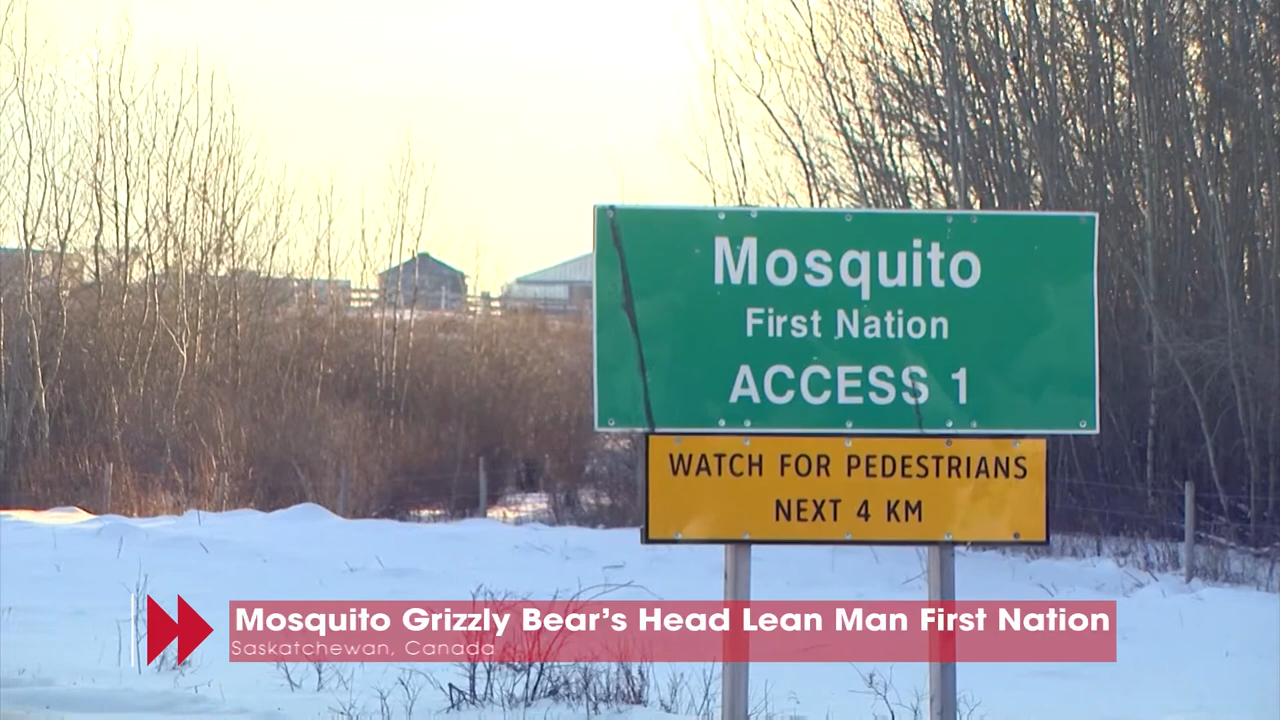 Mosquito
First Nation
ACCESS 1
WATCH FOR PEDESTRIANS
NEXT 4 KM
Mosquito Grizzly Bear's Head Lean Man First Nation
Saskatchewan, Canada